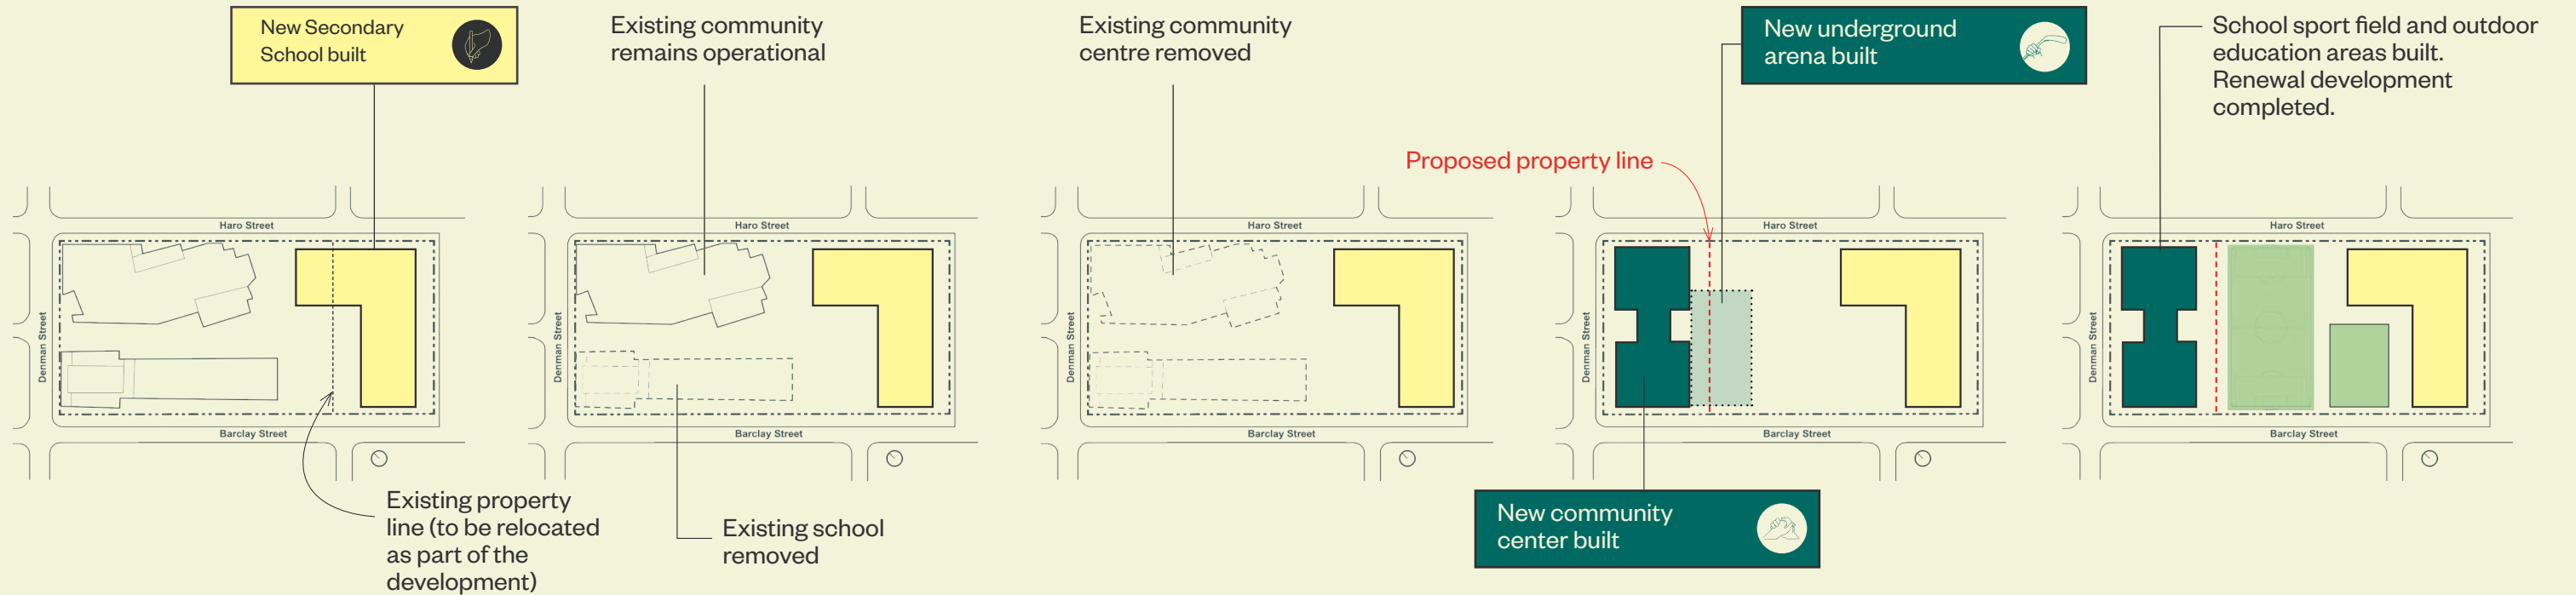 New Secondary
School built
Existing community
remains operational
Existing community
centre removed
New underground
arena built
School sport field and outdoor
education areas built.
Renewal development
completed.
Proposed property line
Haro Street
Haro Street
Haro Street
Haro Street
Haro Street
Denman Street
Denman Street
Denman Street
Denman Street
Denman Street
Barclay Street
Barclay Street
Barclay Street
Barclay Street
Barclay Street
Existing property
line (to be relocated
as part of the
development)
Existing school
removed
New community
center built